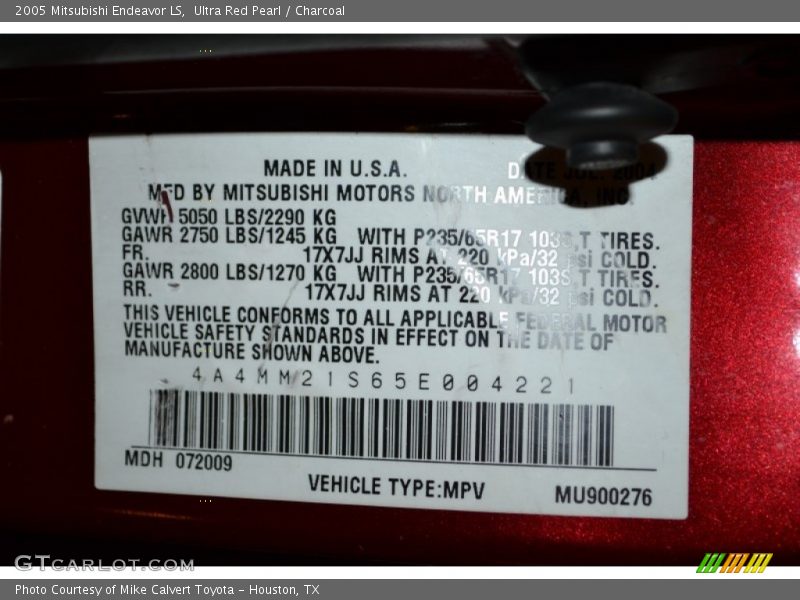 2005 Mitsubishi Endeavor LS,  Ultra Red Pearl / Charcoal
MADE IN U.S.A. DATE JUL. 2004
MFD BY MITSUBISHI MOTORS NORTH AMERICA, INC.
GVWR 5050 LBS/2290 KG
GAWR 2750 LBS/1245 KG WITH P235/65R17 103S,T TIRES.
FR. 17X7JJ RIMS AT 220 kPa/32 psi COLD.
GAWR 2800 LBS/1270 KG WITH P235/65R17 103S,T TIRES.
RR. 17X7JJ RIMS AT 220 kPa/32 psi COLD.
THIS VEHICLE CONFORMS TO ALL APPLICABLE FEDERAL MOTOR
VEHICLE SAFETY STANDARDS IN EFFECT ON THE DATE OF
MANUFACTURE SHOWN ABOVE.
4A4MM21S65E004221
MDH 072009
VEHICLE TYPE:MPV MU900276
GTCARLOT.COM
Photo Courtesy of Mike Calvert Toyota - Houston, TX